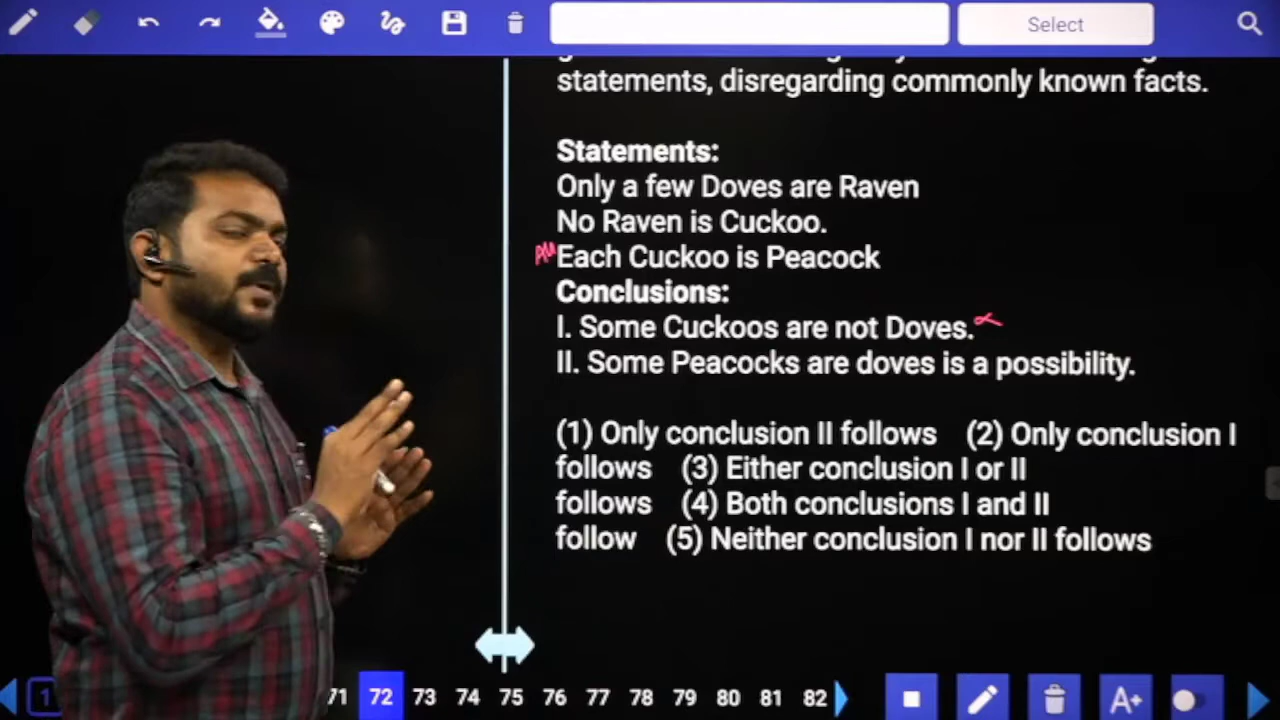 Select
statements, disregarding commonly known facts.
Statements:
Only a few Doves are Raven
No Raven is Cuckoo.
Each Cuckoo is Peacock
Conclusions:
I. Some Cuckoos are not Doves.
II. Some Peacocks are doves is a possibility.
(1) Only conclusion II follows (2) Only conclusion I
follows (3) Either conclusion I or II
follows (4) Both conclusions I and II
follow (5) Neither conclusion I nor II follows
1 71 72 73 74 75 76 77 78 79 80 81 82 A+